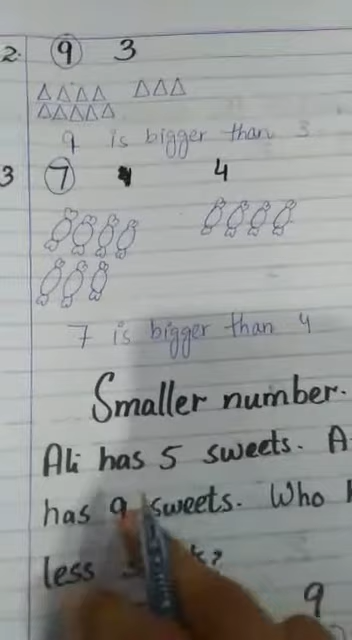 2. 9 3
9 is bigger than 3
3 7 4
7 is bigger than 4
Smaller number.
Ali has 5 sweets. A
has 9 sweets. Who
less
9